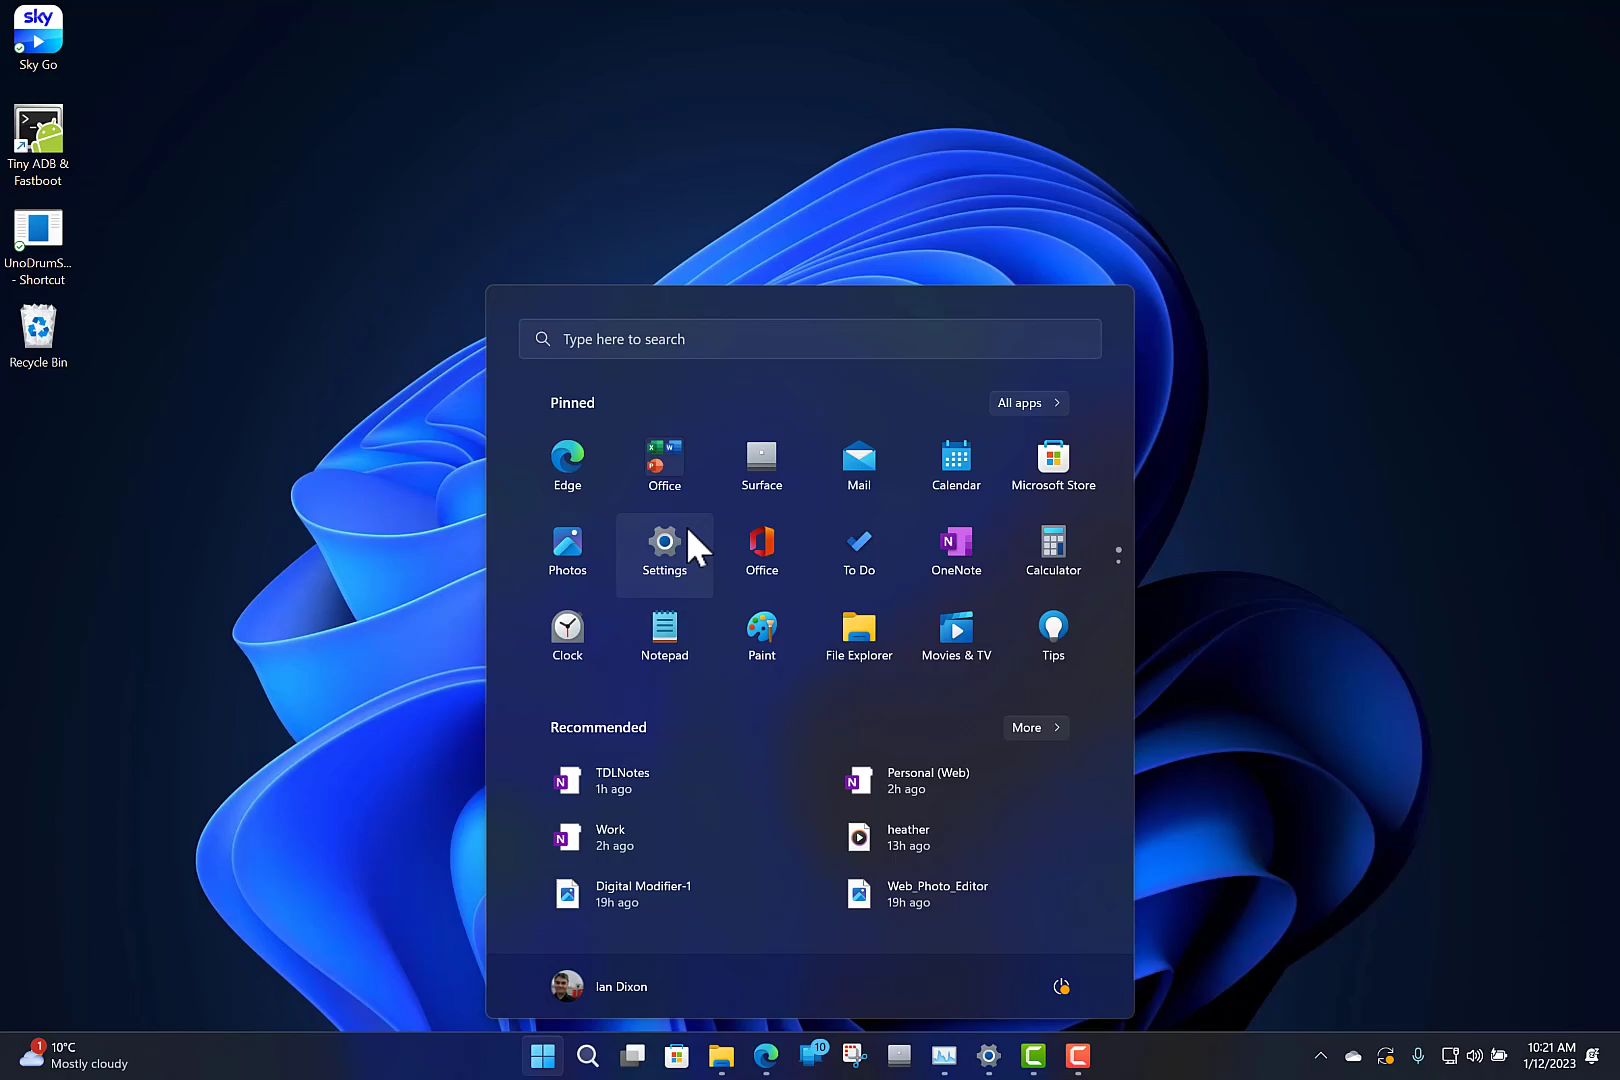 sky
Sky Go
Tiny ADB &
Fastboot
UnoDrumS...
- Shortcut
Recycle Bin
Type here to search
Pinned
All apps
Edge
Office
Surface
Mail
Calendar
Microsoft Store
Photos
Settings
Office
To Do
OneNote
Calculator
Clock
Notepad
Paint
File Explorer
Movies & TV
Tips
Recommended
More
TDLNotes
1h ago
Personal (Web)
2h ago
Work
2h ago
heather
13h ago
Digital Modifier-1
19h ago
Web_Photo_Editor
19h ago
Ian Dixon
1
10°C
Mostly cloudy
10
10:21 AM
1/12/2023